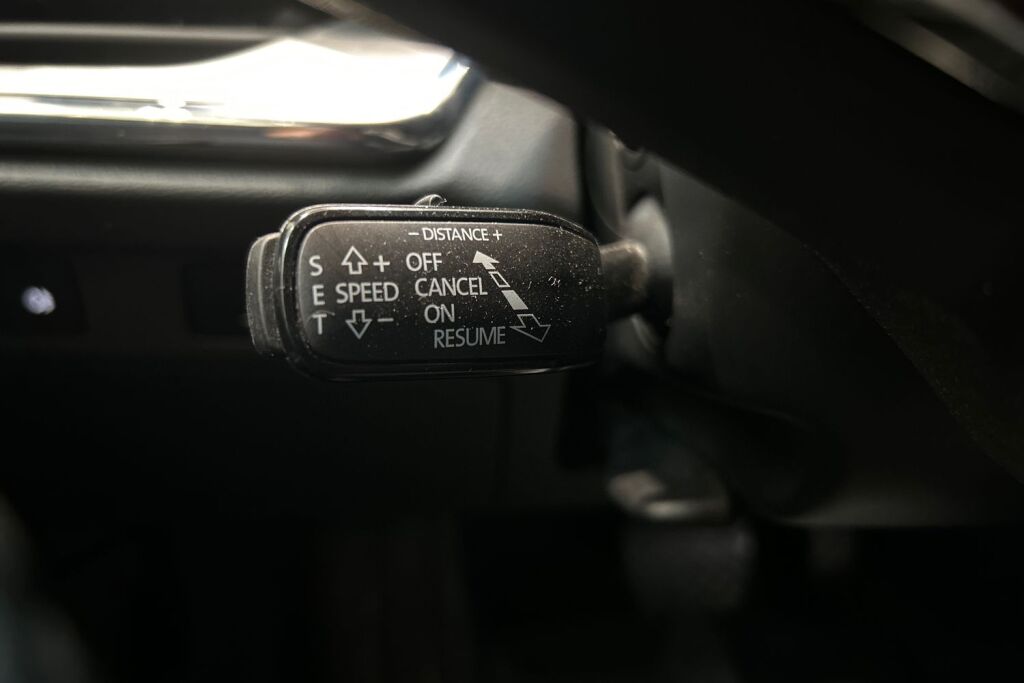 − DISTANCE +
S + OFF
E SPEED CANCEL
T − ON
RESUME